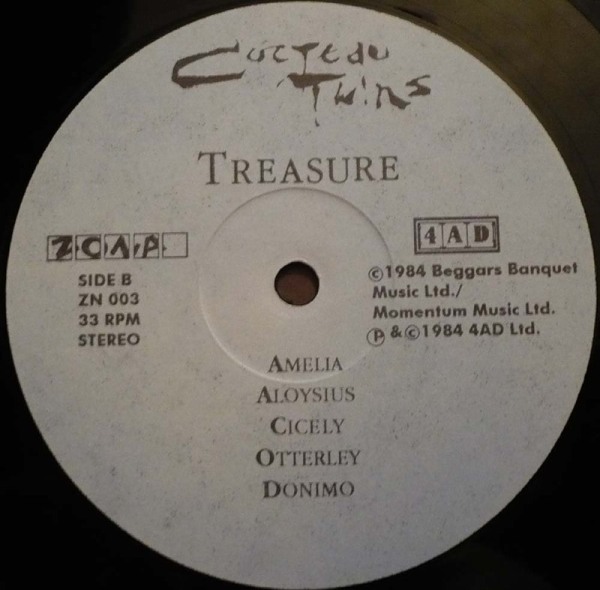 Cocteau
Twins
TREASURE
ZCAP
SIDE B
ZN 003
33 RPM
STEREO
4AD
©1984 Beggars Banquet
Music Ltd./
Momentum Music Ltd.
℗ &©1984 4AD Ltd.
AMELIA
ALOYSIUS
CICELY
OTTERLEY
DONIMO